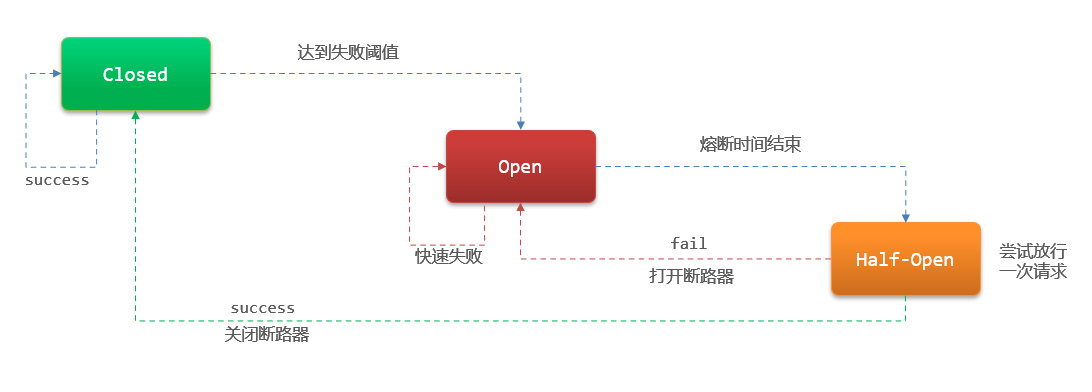 达到失败阈值
Closed
熔断时间结束
Open
success
fail
快速失败
打开断路器
Half-Open
尝试放行
一次请求
success
关闭断路器